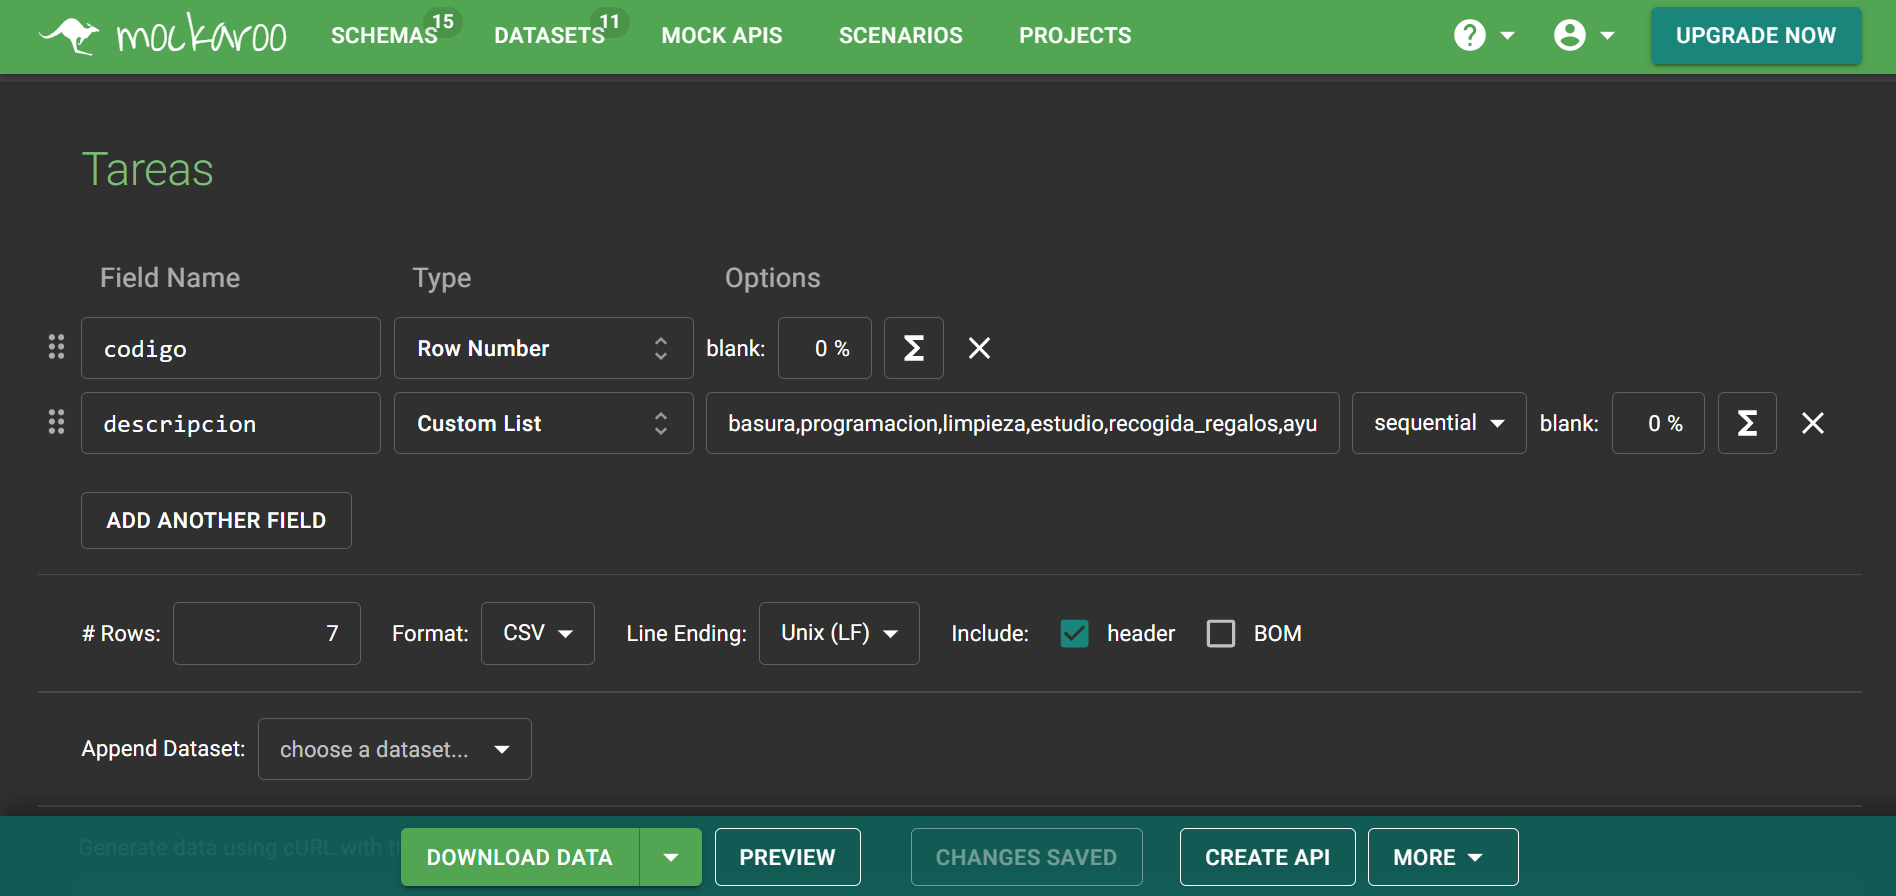 mockaroo SCHEMAS 15 DATASETS 11 MOCK APIS SCENARIOS PROJECTS ? UPGRADE NOW
Tareas
Field Name Type Options
codigo Row Number blank: 0 % Σ
descripcion Custom List basura,programacion,limpieza,estudio,recogida_regalos,ayu sequential blank: 0 % Σ
ADD ANOTHER FIELD
# Rows: 7 Format: CSV Line Ending: Unix (LF) Include: header BOM
Append Dataset: choose a dataset...
Generate data using cURL with th
DOWNLOAD DATA PREVIEW CHANGES SAVED CREATE API MORE